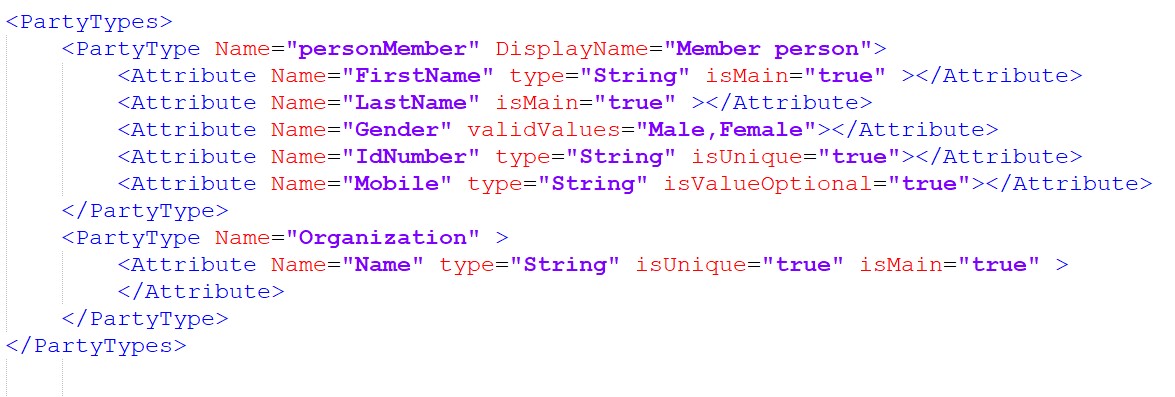 <PartyTypes>
<PartyType Name="personMember" DisplayName="Member person">
<Attribute Name="FirstName" type="String" isMain="true" ></Attribute>
<Attribute Name="LastName" isMain="true" ></Attribute>
<Attribute Name="Gender" validValues="Male,Female"></Attribute>
<Attribute Name="IdNumber" type="String" isUnique="true"></Attribute>
<Attribute Name="Mobile" type="String" isValueOptional="true"></Attribute>
</PartyType>
<PartyType Name="Organization" >
<Attribute Name="Name" type="String" isUnique="true" isMain="true" >
</Attribute>
</PartyType>
</PartyTypes>